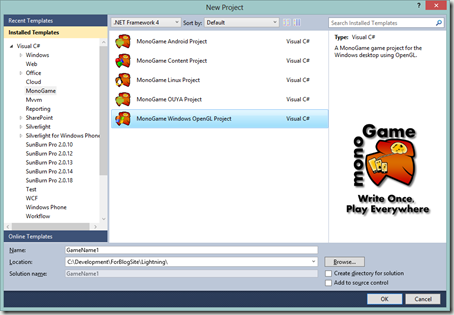 New Project
? ×
Recent Templates
.NET Framework 4
Sort by: Default
Search Installed Templates
Installed Templates
Visual C#
Windows
Web
Office
Cloud
MonoGame
Mvvm
Reporting
SharePoint
Silverlight
Silverlight for Windows Phone
SunBurn Pro 2.0.10
SunBurn Pro 2.0.12
SunBurn Pro 2.0.13
SunBurn Pro 2.0.14
SunBurn Pro 2.0.18
Test
WCF
Windows Phone
Workflow
Online Templates
MonoGame Android Project Visual C#
MonoGame Content Project Visual C#
MonoGame Linux Project Visual C#
MonoGame OUYA Project Visual C#
MonoGame Windows OpenGL Project Visual C#
Type: Visual C#
A MonoGame game project for the
Windows desktop using OpenGL.
monoGame
Write Once.
Play Everywhere
Name: GameName1
Location: C:\Development\ForBlogSite\Lightning\
Browse...
Solution name: GameName1
Create directory for solution
Add to source control
OK
Cancel